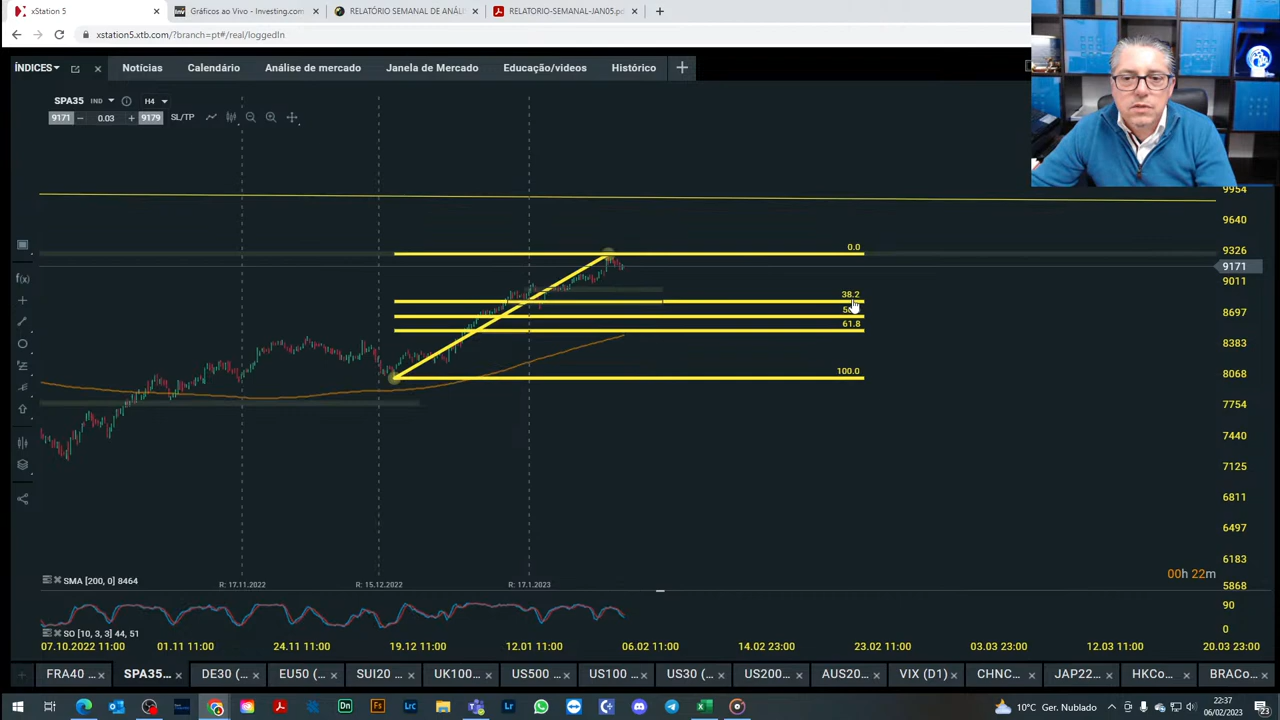 xStation 5
Gráficos ao Vivo - Investing.com
RELATÓRIO SEMANAL DE ANÁL
RELATORIO-SEMANAL-JAN05.pd
xstation5.xtb.com/?branch=pt#/real/loggedIn
ÍNDICES Notícias Calendário Análise de mercado Janela de Mercado Educação/videos Histórico
SPA35 IND H4
9171 0.03 9179 SL/TP
9954
9640
0.0
9326
9171
9011
38.2
8697
61.8
8383
100.0
8068
7754
7440
7125
6811
6497
6183
00h 22m
SMA [200, 0] 8464
R: 17.11.2022 R: 15.12.2022 R: 17.1.2023
5868
90
0
SO [10, 3, 3] 44, 51
07.10.2022 11:00 01.11 11:00 24.11 11:00 19.12 11:00 12.01 11:00 06.02 11:00 14.02 23:00 23.02 11:00 03.03 23:00 12.03 11:00 20.03 23:00
FRA40 ... SPA35... DE30 (... EU50 (... SUI20 ... UK100... US500 ... US100 ... US30 (... US200... AUS20... VIX (D1) CHNC... JAP22... HKCo... BRACo...
10°C Ger. Nublado
22:37
06/02/2023